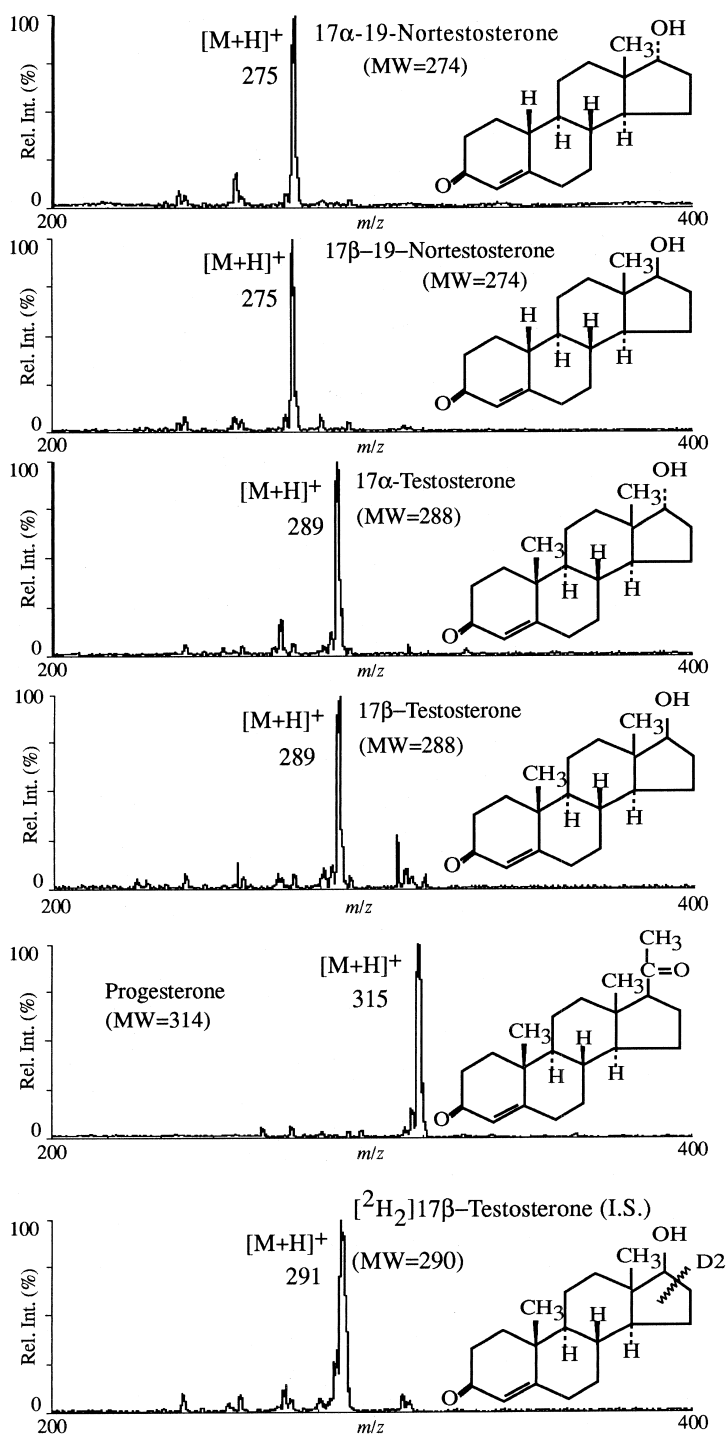 100
[M+H]+
275
17α-19-Nortestosterone
(MW=274)
Rel. Int. (%)
OH
CH3
H
H
H
H
O
0
200
m/z
400
100
[M+H]+
275
17β–19–Nortestosterone
(MW=274)
Rel. Int. (%)
OH
CH3
H
H
H
H
O
0
200
m/z
400
100
[M+H]+
289
17α-Testosterone
(MW=288)
Rel. Int. (%)
OH
CH3
CH3
H
H
H
O
0
200
m/z
400
100
[M+H]+
289
17β–Testosterone
(MW=288)
Rel. Int. (%)
OH
CH3
CH3
H
H
H
O
0
200
m/z
400
100
Progesterone
(MW=314)
[M+H]+
315
Rel. Int. (%)
CH3
C=O
CH3
CH3
H
H
H
O
0
200
m/z
400
[2H2]17β–Testosterone (I.S.)
100
[M+H]+
291
(MW=290)
Rel. Int. (%)
OH
CH3
D2
CH3
H
H
H
O
0
200
m/z
400